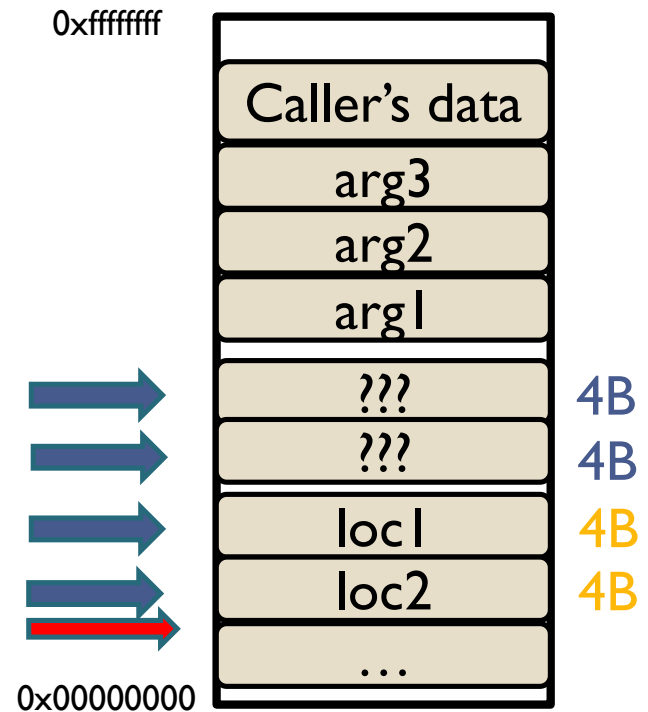 0xffffffff
Caller's data
arg3
arg2
arg1
??? 4B
??? 4B
loc1 4B
loc2 4B
...
0x00000000